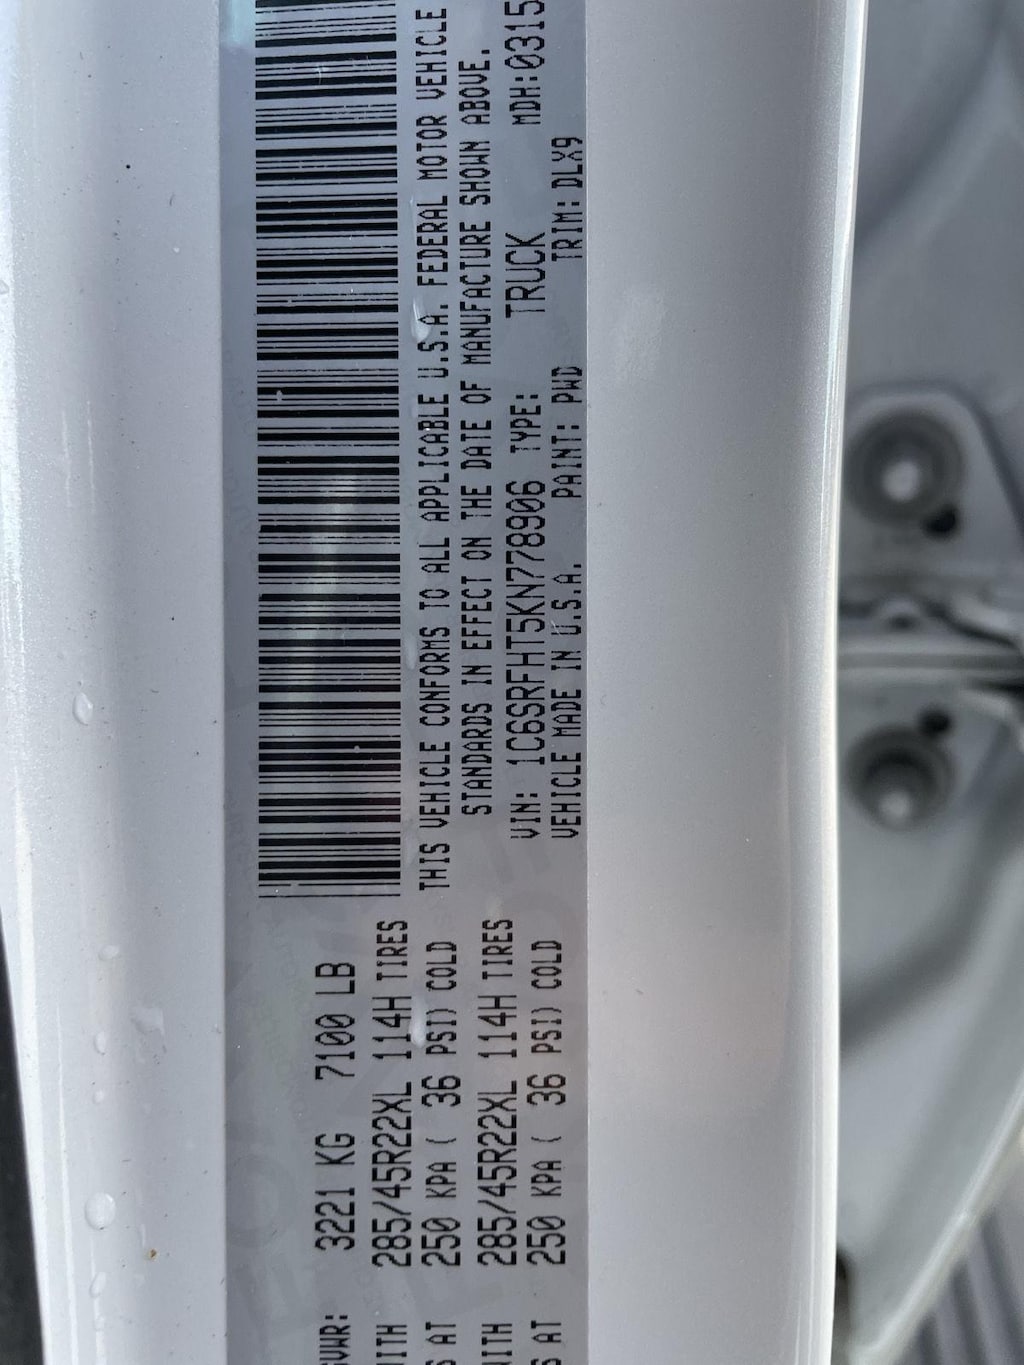 GVWR: 3221 KG 7100 LB
WITH 285/45R22XL 114H TIRES
S AT 250 KPA ( 36 PSI) COLD
WITH 285/45R22XL 114H TIRES
S AT 250 KPA ( 36 PSI) COLD
THIS VEHICLE CONFORMS TO ALL APPLICABLE U.S.A. FEDERAL MOTOR VEHICLE
STANDARDS IN EFFECT ON THE DATE OF MANUFACTURE SHOWN ABOVE.
VIN: 1C6SRFHT5KN778906 TYPE: TRUCK MDH:0315
VEHICLE MADE IN U.S.A. PAINT: PWD TRIM: DLX9